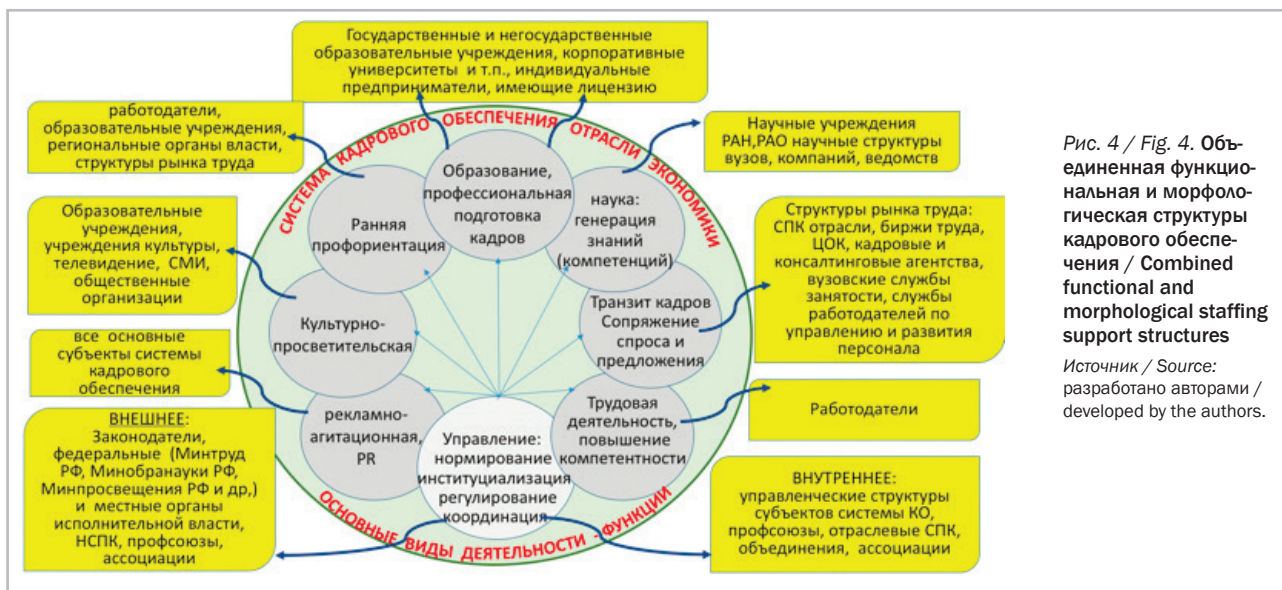 Государственные и негосударственные
образовательные учреждения, корпоративные
университеты и т.п., индивидуальные
предприниматели, имеющие лицензию
работодатели,
образовательные учреждения,
региональные органы власти,
структуры рынка труда
Научные учреждения
РАН,РАО научные структуры
вузов, компаний, ведомств
СИСТЕМА КАДРОВОГО ОБЕСПЕЧЕНИЯ ОТРАСЛИ ЭКОНОМИКИ
Образование,
профессиональная
подготовка
кадров
Ранняя
профориентация
наука:
генерация
знаний
(компетенций)
Образовательные
учреждения,
учреждения культуры,
телевидение, СМИ,
общественные
организации
Структуры рынка труда:
СПК отрасли, биржи труда,
ЦОК, кадровые и
консалтинговые агентства,
вузовские службы
занятости, службы
работодателей по
управлению и развития
персонала
Культурно-
просветительская
Транзит кадров
Сопряжение
спроса и
предложения
все основные
субъекты системы
кадрового
обеспечения
рекламно-
агитационная,
PR
Управление:
нормирование
институциализация
регулирование
координация
Трудовая
деятельность,
повышение
компетентности
Работодатели
ВНЕШНЕЕ:
Законодатели,
федеральные (Минтруд
РФ, Минобранауки РФ,
Минпросвещения РФ и др,)
и местные органы
исполнительной власти,
НСПК, профсоюзы,
ассоциации
ВНУТРЕННЕЕ:
управленческие структуры
субъектов системы КО,
профсоюзы, отраслевые СПК,
объединения, ассоциации
ОСНОВНЫЕ ВИДЫ ДЕЯТЕЛЬНОСТИ -ФУНКЦИИ
Рис. 4 / Fig. 4. Объ-
единенная функцио-
нальная и морфоло-
гическая структуры
кадрового обеспе-
чения / Combined
functional and
morphological staffing
support structures
Источник / Source:
разработано авторами /
developed by the authors.